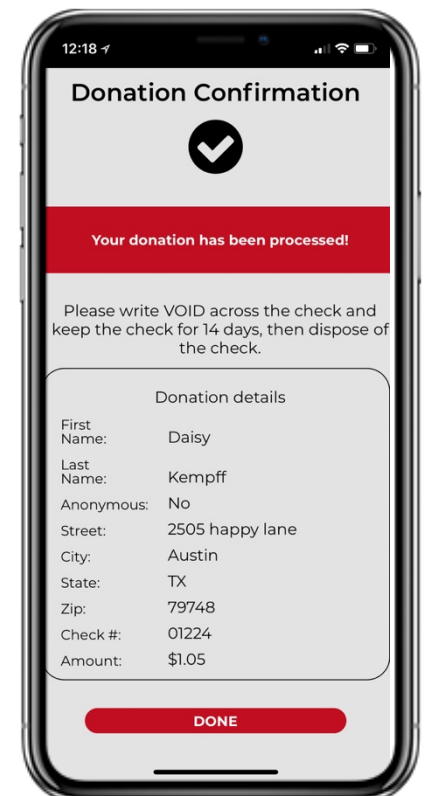 12:18
Donation Confirmation
Your donation has been processed!
Please write VOID across the check and
keep the check for 14 days, then dispose of
the check.
Donation details
First
Name: Daisy
Last
Name: Kempff
Anonymous: No
Street: 2505 happy lane
City: Austin
State: TX
Zip: 79748
Check #: 01224
Amount: $1.05
DONE